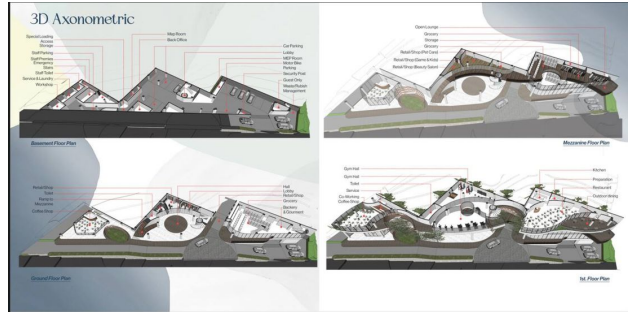 3D Axonometric
Special Loading
Access
Storage
Staff Parking
Staff Pantries
Emergency
Stairs
Staff Toilet
Service & Laundry
Workshop
Map Room
Back Office
Car Parking
Lobby
MEP Room
Motor Bike
Parking
Security Post
Guest Only
Waste/Rubbish
Management
Basement Floor Plan
Open Lounge
Grocery
Storage
Grocery
Retail Shop (Pet Care)
Retail Shop (Game & Kids)
Retail Shop (Beauty Salon)
Mezzanine Floor Plan
Retail Shop
Toilet
Ramp to
Mezzanine
Coffee Shop
Hall
Lobby
Retail Shop
Grocery
Bakery
Ground Floor Plan
Gym Hall
Gym Hall
Toilet
Service
Co-Working
Coffee Shop
Kitchen
Preparation
Restaurant
Outdoor dining
1st. Floor Plan